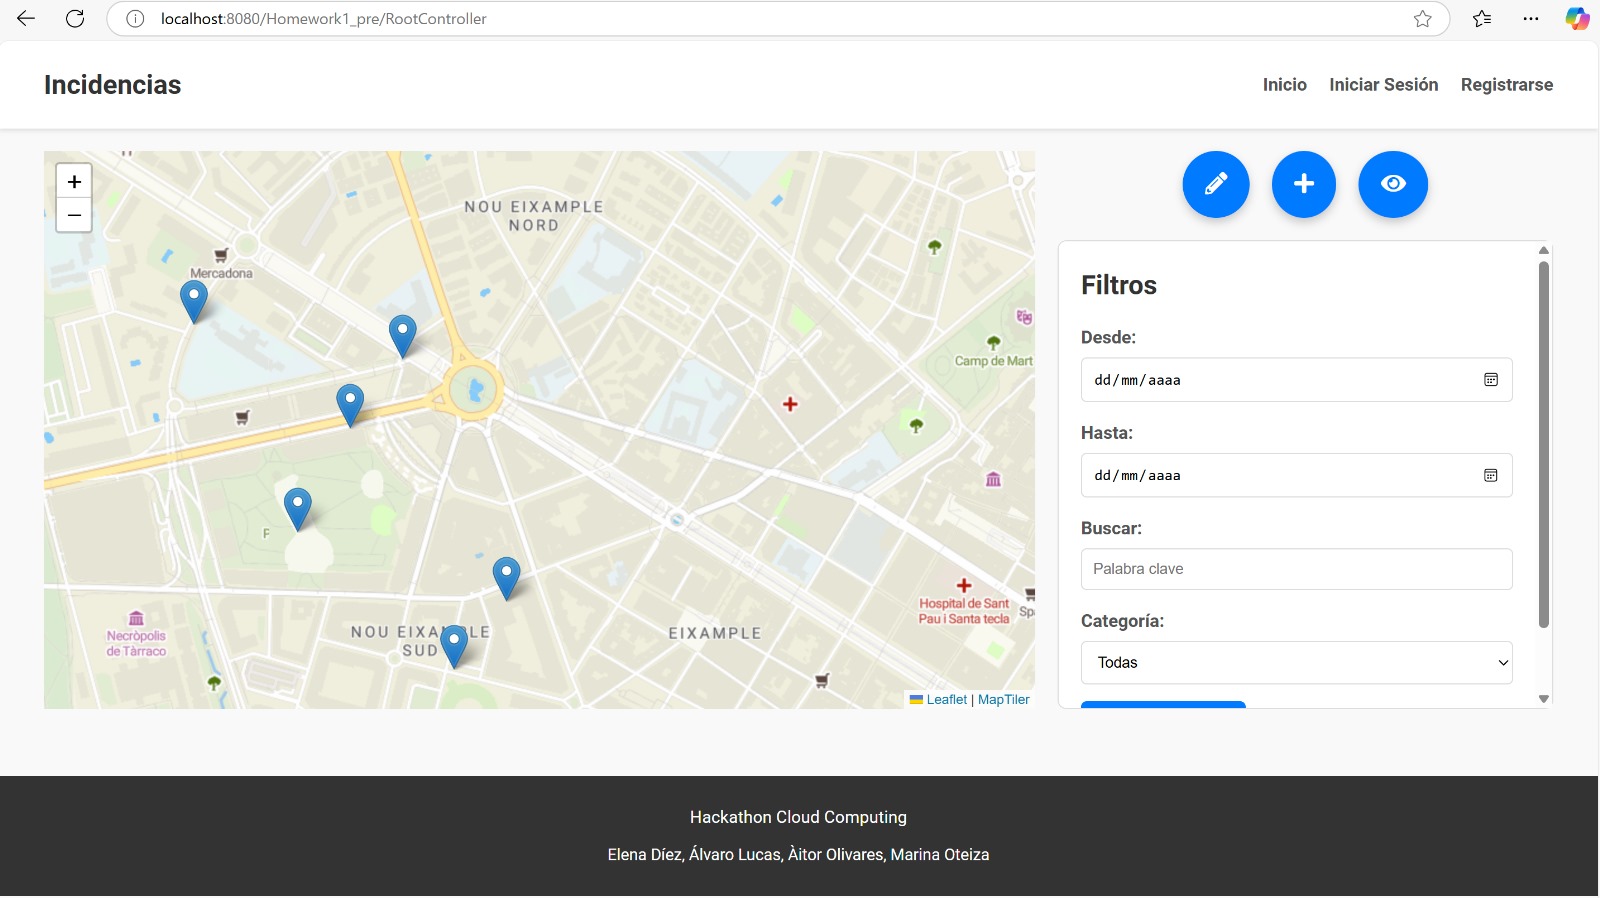 localhost:8080/Homework1_pre/RootController
Incidencias
Inicio
Iniciar Sesión
Registrarse
+
−
NOU EIXAMPLE
NORD
Mercadona
Camp de Mart
Hospital de Sant
Pau i Santa tecla
Sp
P
Necròpolis
de Tàrraco
NOU EIXAMPLE
SUD
EIXAMPLE
Leaflet | MapTiler
Filtros
Desde:
dd/mm/aaaa
Hasta:
dd/mm/aaaa
Buscar:
Palabra clave
Categoría:
Todas
Hackathon Cloud Computing
Elena Díez, Álvaro Lucas, Àitor Olivares, Marina Oteiza